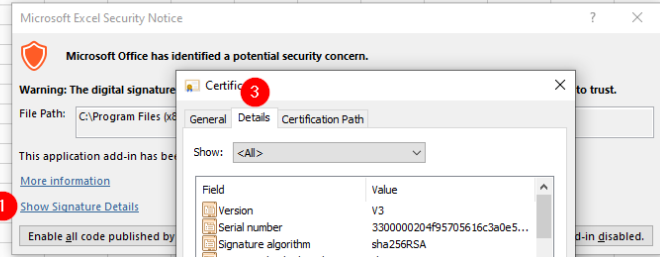 Microsoft Excel Security Notice ? ×
Microsoft Office has identified a potential security concern.
Warning: The digital signature to trust.
File Path: C:\Program Files (x8
This application add-in has
More information
Show Signature Details
1
Enable all code published by d-in disabled.
3
General Details Certification Path
Show: <All>
Field Value
Version V3
Serial number 3300000204f95705616c3a0e5...
Signature algorithm sha256RSA